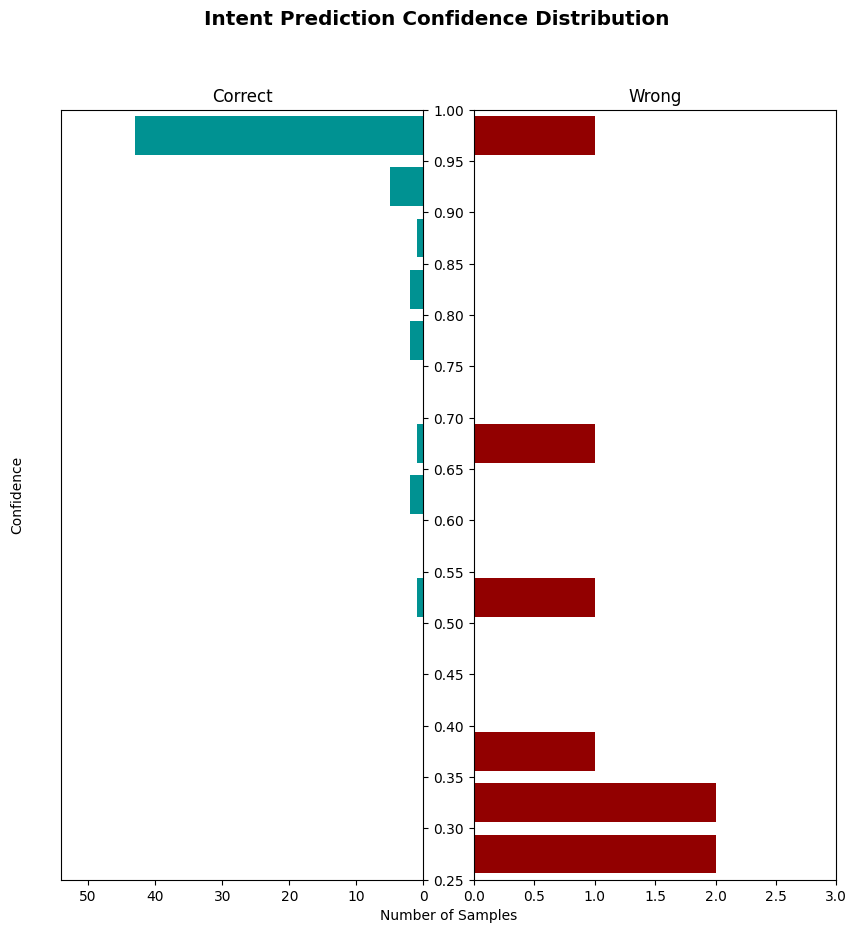 Intent Prediction Confidence Distribution
Correct
Wrong
1.00
0.95
0.90
0.85
0.80
0.75
0.70
0.65
0.60
0.55
0.50
0.45
0.40
0.35
0.30
0.25
Confidence
50 40 30 20 10 0
0.0 0.5 1.0 1.5 2.0 2.5 3.0
Number of Samples